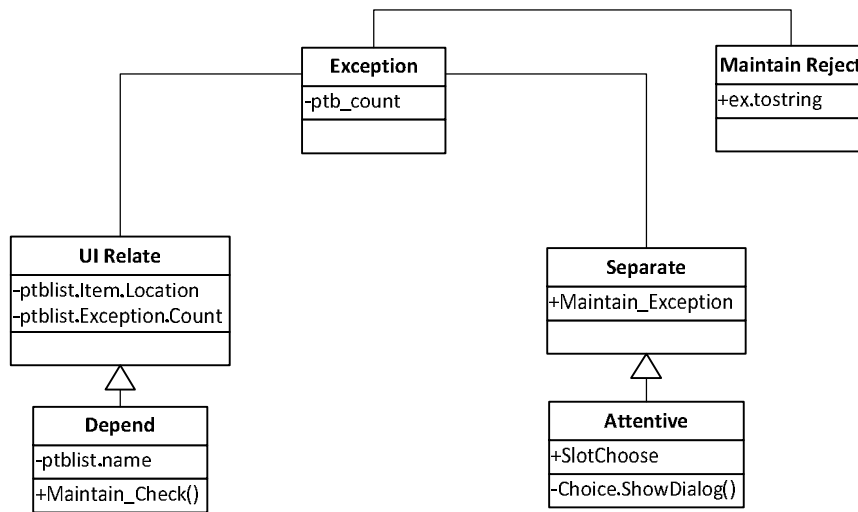 Exception
-ptb_count
Maintain Reject
+ex.tostring
UI Relate
-ptblist.Item.Location
-ptblist.Exception.Count
Separate
+Maintain_Exception
Depend
-ptblist.name
+Maintain_Check()
Attentive
+SlotChoose
-Choice.ShowDialog()